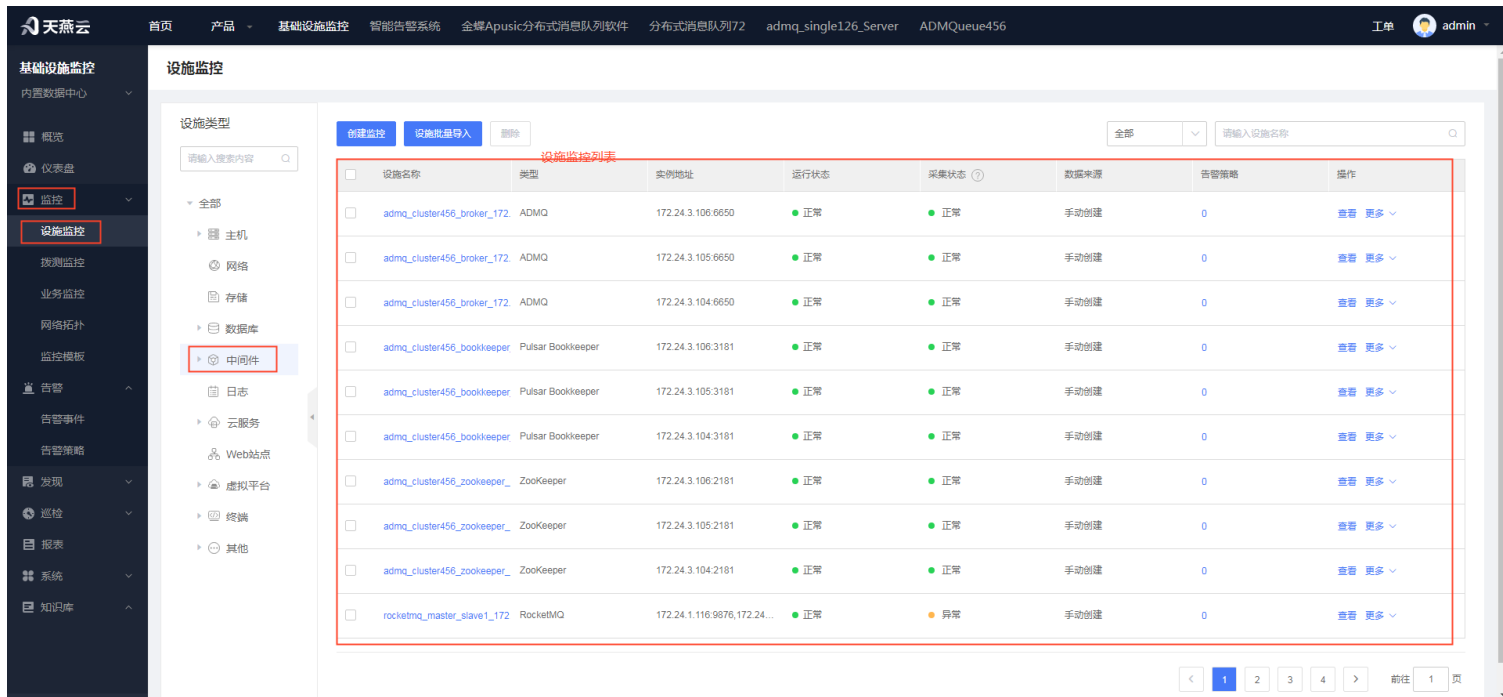 天燕云 首页 产品 基础设施监控 智能告警系统 金蝶Apusic分布式消息队列软件 分布式消息队列72 admq_single126_Server ADMQueue456 工单 admin
基础设施监控
内置数据中心
概览
仪表盘
监控
设施监控
拨测监控
业务监控
网络拓扑
监控模板
告警
告警事件
告警策略
发现
巡检
报表
系统
知识库
设施监控
设施类型
请输入搜索内容
全部
主机
网络
存储
数据库
中间件
日志
云服务
Web站点
虚拟平台
终端
其他
创建监控 设施批量导入 删除 全部 请输入设施名称
设施监控列表
设施名称 类型 实例地址 运行状态 采集状态 ? 数据来源 告警策略 操作
admq_cluster456_broker_172. ADMQ 172.24.3.106:6650 正常 正常 手动创建 0 查看 更多
admq_cluster456_broker_172. ADMQ 172.24.3.105:6650 正常 正常 手动创建 0 查看 更多
admq_cluster456_broker_172. ADMQ 172.24.3.104:6650 正常 正常 手动创建 0 查看 更多
admq_cluster456_bookkeeper Pulsar Bookkeeper 172.24.3.106:3181 正常 正常 手动创建 0 查看 更多
admq_cluster456_bookkeeper Pulsar Bookkeeper 172.24.3.105:3181 正常 正常 手动创建 0 查看 更多
admq_cluster456_bookkeeper Pulsar Bookkeeper 172.24.3.104:3181 正常 正常 手动创建 0 查看 更多
admq_cluster456_zookeeper_ ZooKeeper 172.24.3.106:2181 正常 正常 手动创建 0 查看 更多
admq_cluster456_zookeeper_ ZooKeeper 172.24.3.105:2181 正常 正常 手动创建 0 查看 更多
admq_cluster456_zookeeper_ ZooKeeper 172.24.3.104:2181 正常 正常 手动创建 0 查看 更多
rocketmq_master_slave1_172 RocketMQ 172.24.1.116:9876,172.24... 正常 异常 手动创建 0 查看 更多
< 1 2 3 4 > 前往 1 页